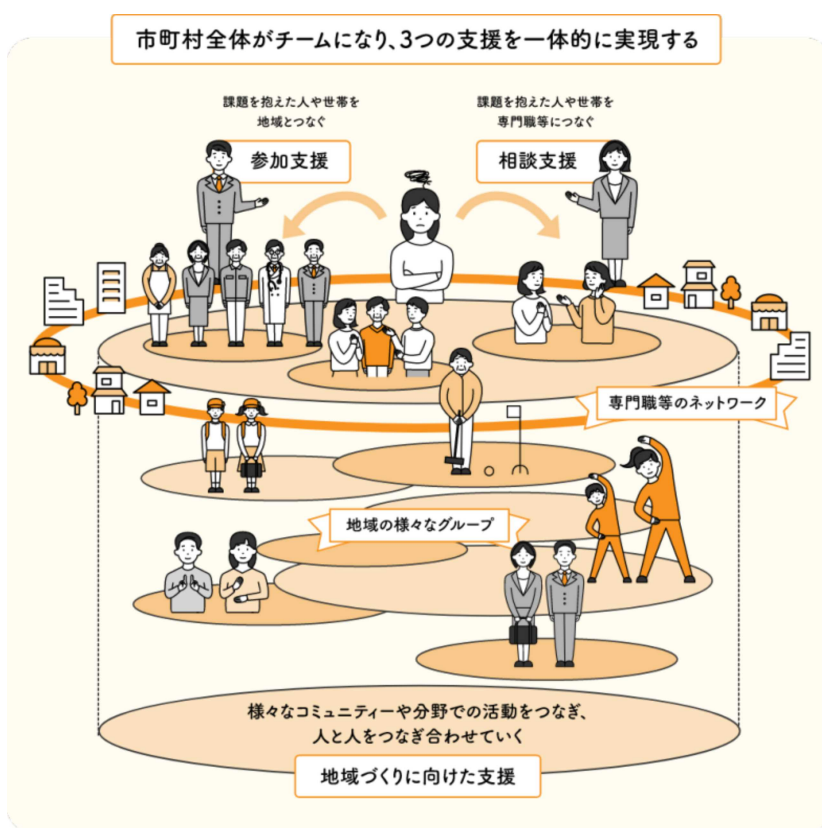 市町村全体がチームになり、3つの支援を一体的に実現する
課題を抱えた人や世帯を
地域とつなぐ
参加支援
課題を抱えた人や世帯を
専門職等につなぐ
相談支援
専門職等のネットワーク
地域の様々なグループ
様々なコミュニティーや分野での活動をつなぎ、
人と人をつなぎ合わせていく
地域づくりに向けた支援